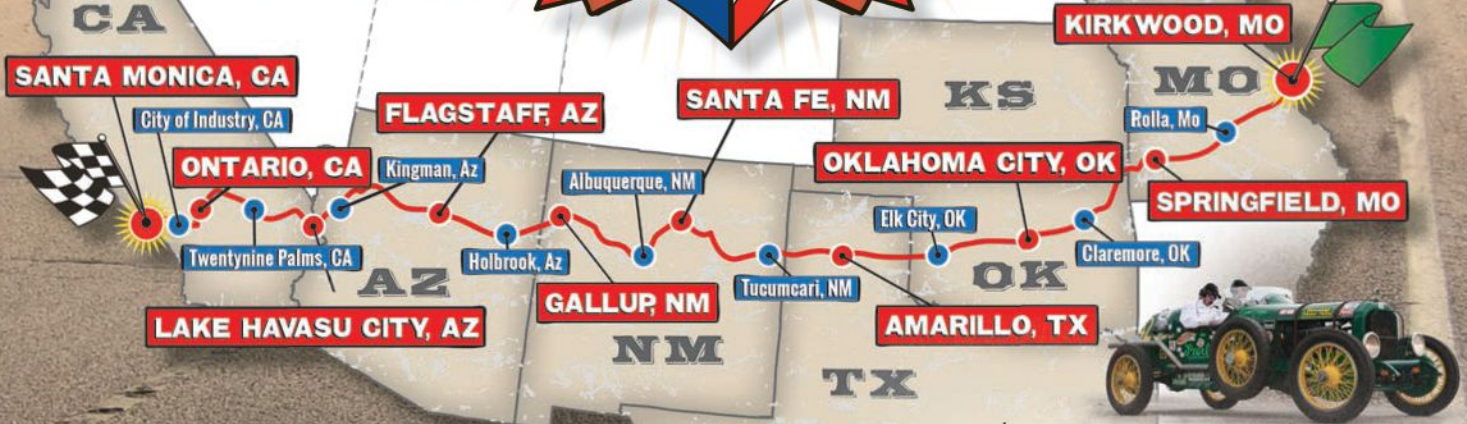 CA
KIRKWOOD, MO
SANTA MONICA, CA
KS
MO
City of Industry, CA
FLAGSTAFF, AZ
SANTA FE, NM
Rolla, Mo
ONTARIO, CA
Kingman, Az
Albuquerque, NM
OKLAHOMA CITY, OK
SPRINGFIELD, MO
Elk City, OK
Twentynine Palms, CA
Holbrook, Az
Claremore, OK
AZ
OK
Tucumcari, NM
GALLUP, NM
LAKE HAVASU CITY, AZ
AMARILLO, TX
NM
TX